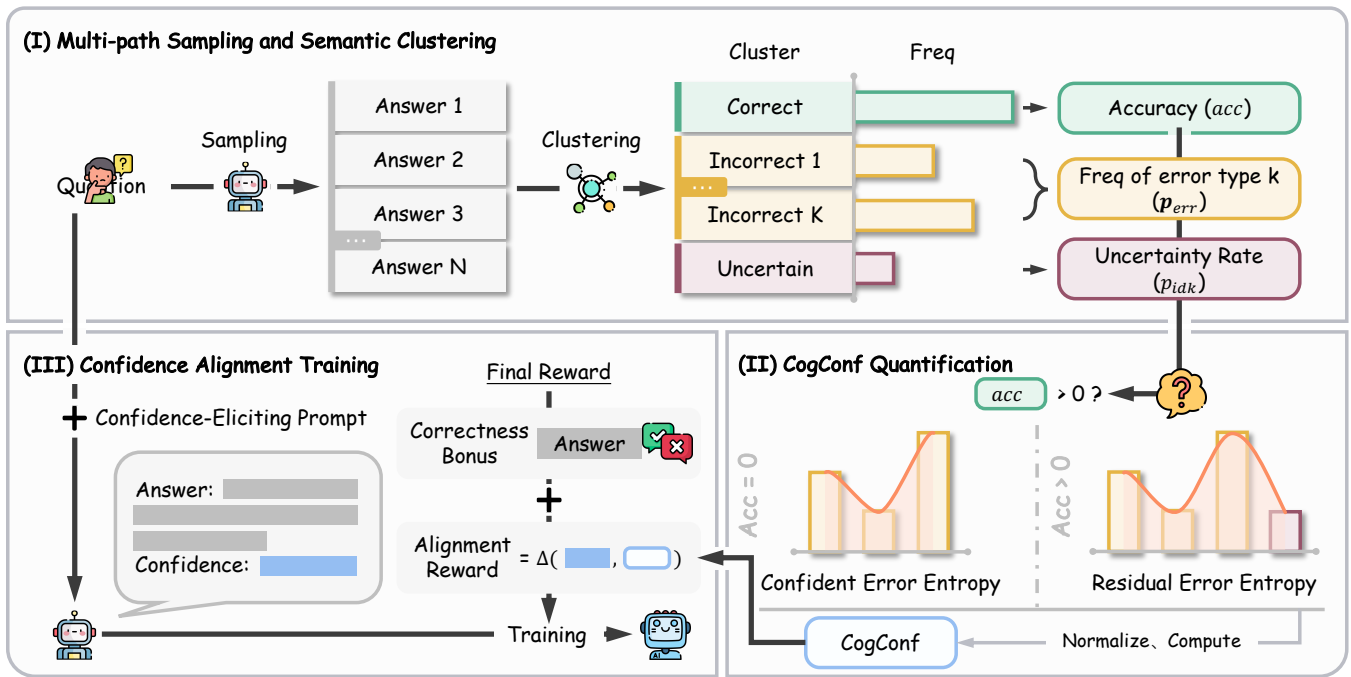 (I) Multi-path Sampling and Semantic Clustering
Cluster
Freq
Question
Sampling
Answer 1
Answer 2
Answer 3
...
Answer N
Clustering
Correct
Incorrect 1
...
Incorrect K
Uncertain
Accuracy (acc)
Freq of error type k
(p_err)
Uncertainty Rate
(p_idk)
(III) Confidence Alignment Training
+ Confidence-Eliciting Prompt
Answer:
Confidence:
Final Reward
Correctness
Bonus
Answer
+
Alignment
Reward
= Δ( , )
Training
AI
(II) CogConf Quantification
acc > 0 ?
?
Acc = 0
Acc > 0
Confident Error Entropy
Residual Error Entropy
CogConf
Normalize、Compute